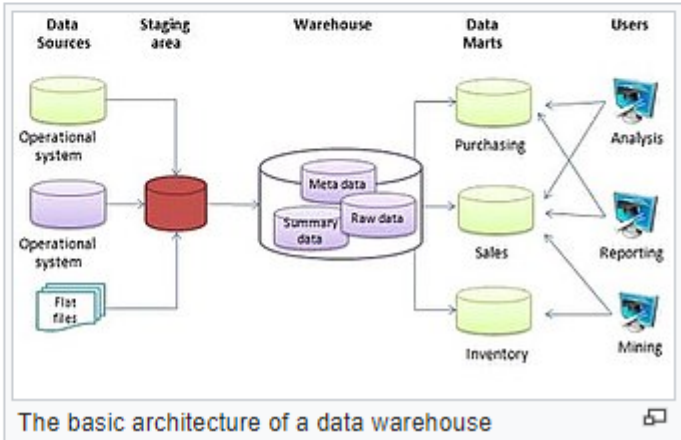 Data
Sources
Staging
area
Warehouse
Data
Marts
Users
Operational
system
Operational
system
Flat
files
Meta data
Summary
data
Raw data
Purchasing
Sales
Inventory
Analysis
Reporting
Mining
The basic architecture of a data warehouse